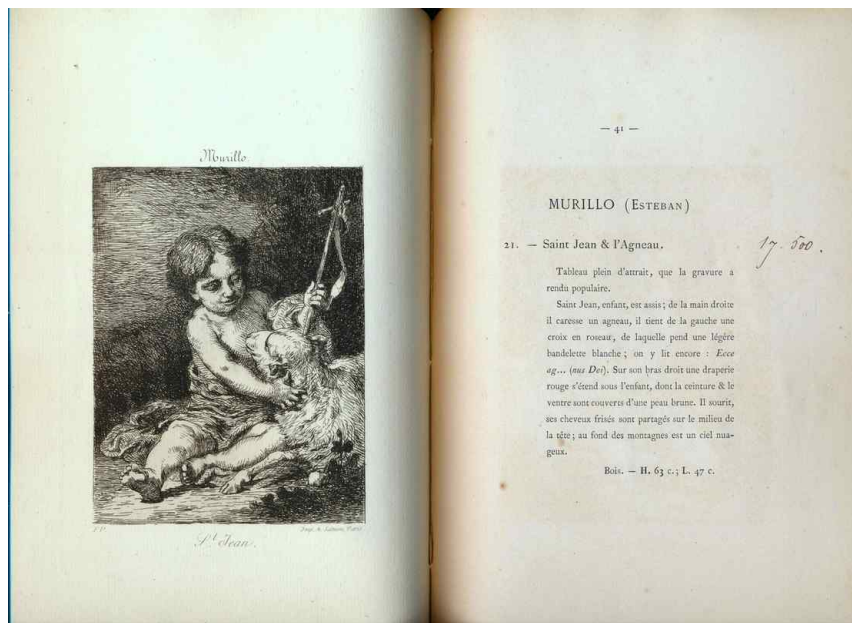 Murillo.
Imp. A. Salmon, Paris
St Jean.
— 41 —
MURILLO (ESTEBAN)
21. — Saint Jean & l'Agneau. 17.500.
Tableau plein d'attrait, que la gravure a
rendu populaire.
Saint Jean, enfant, est assis; de la main droite
il caresse un agneau, il tient de la gauche une
croix en roseau, de laquelle pend une légère
bandelette blanche; on y lit encore : Ecce
ag... (nus Dei). Sur son bras droit une draperie
rouge s'étend sous l'enfant, dont la ceinture & le
ventre sont couverts d'une peau brune. Il sourit,
ses cheveux frisés sont partagés sur le milieu de
la tête; au fond des montagnes est un ciel nua-
geux.
Bois. — H. 63 c.; L. 47 c.